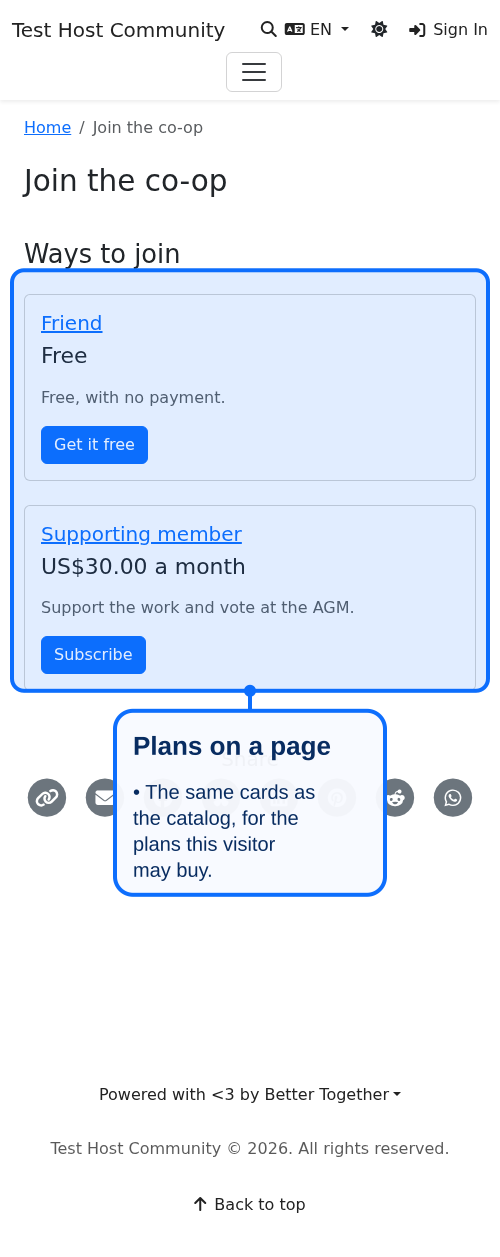 Test Host Community EN Sign In
Home / Join the co-op
Join the co-op
Ways to join
Friend
Free
Free, with no payment.
Get it free
Supporting member
US$30.00 a month
Support the work and vote at the AGM.
Subscribe
Plans on a page
Share
• The same cards as
the catalog, for the
plans this visitor
may buy.
Powered with <3 by Better Together
Test Host Community © 2026. All rights reserved.
Back to top